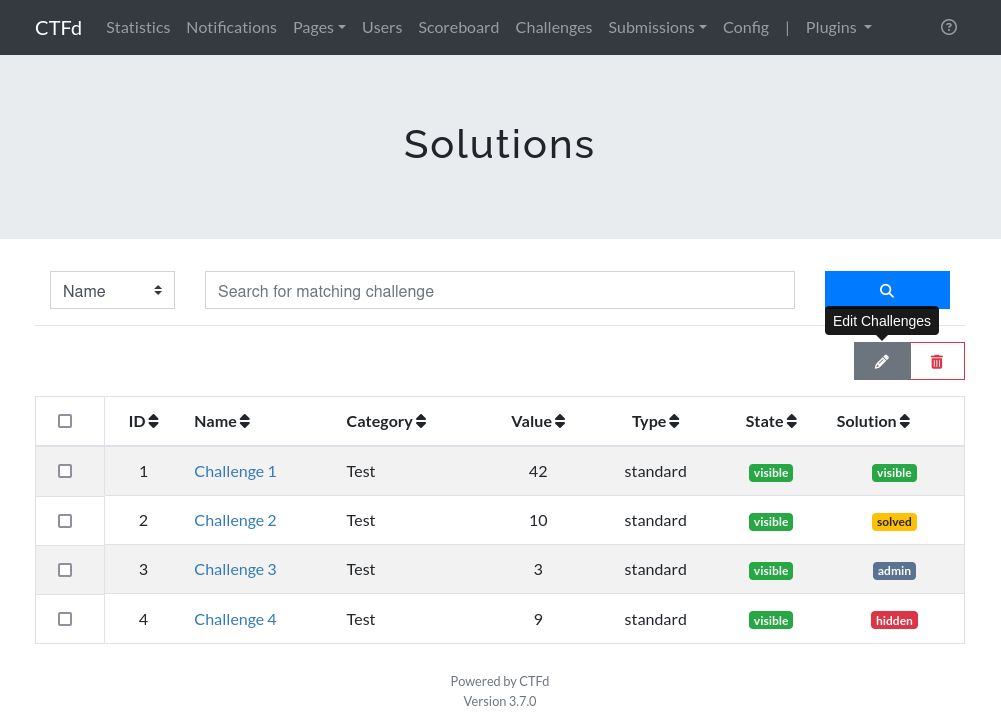 CTFd Statistics Notifications Pages Users Scoreboard Challenges Submissions Config | Plugins
Solutions
Name Search for matching challenge
Edit Challenges
ID Name Category Value Type State Solution
1 Challenge 1 Test 42 standard visible visible
2 Challenge 2 Test 10 standard visible solved
3 Challenge 3 Test 3 standard visible admin
4 Challenge 4 Test 9 standard visible hidden
Powered by CTFd
Version 3.7.0